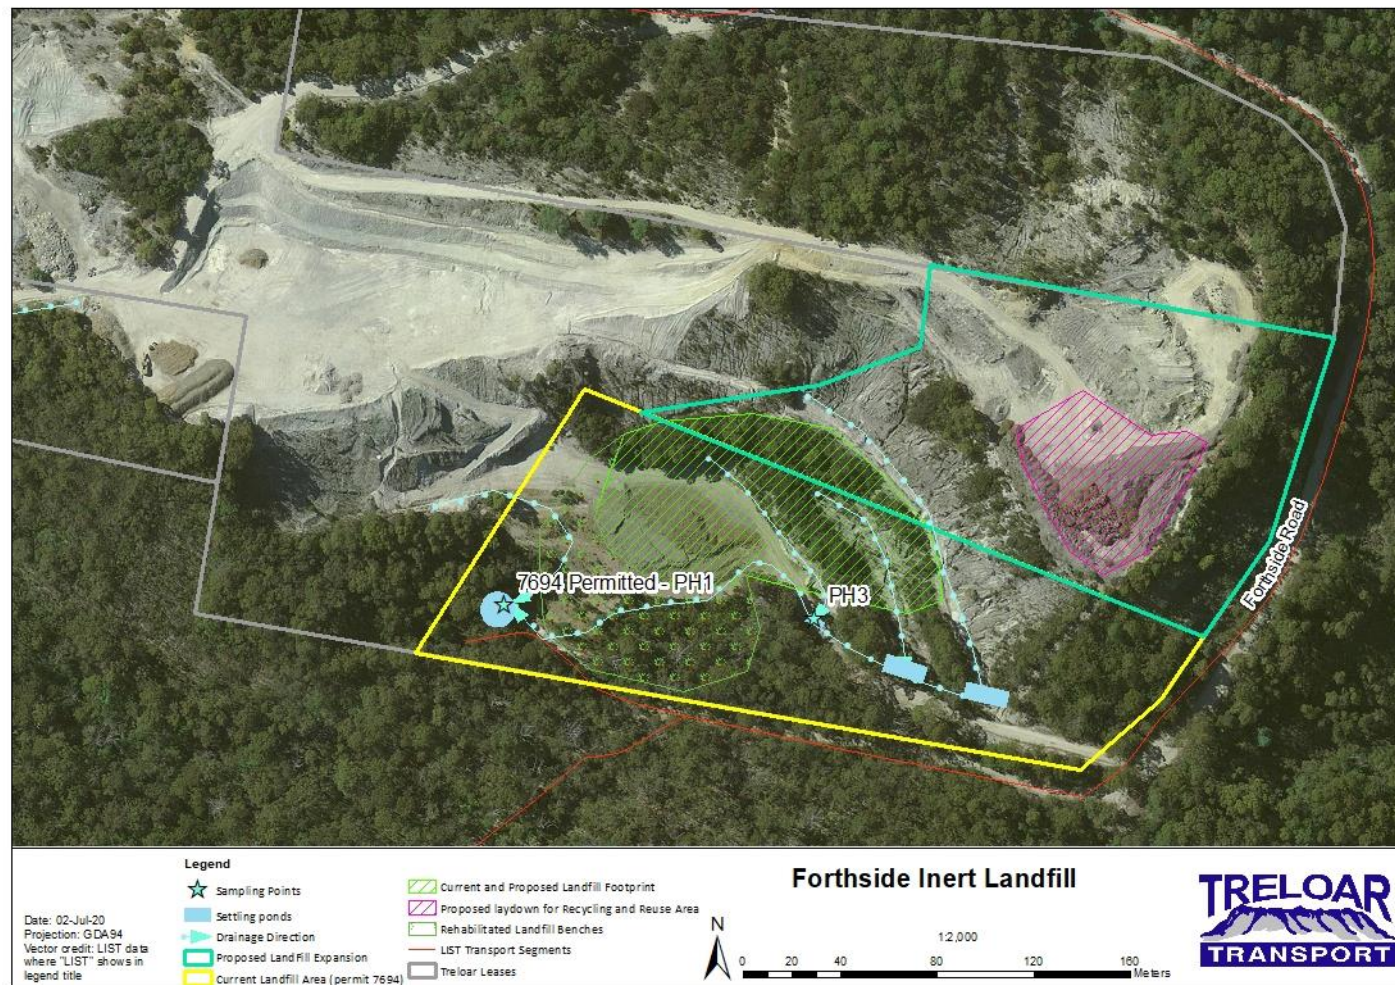 7694 Permitted - PH1
PH3
Forthside Road
Legend
Sampling Points
Settling ponds
Drainage Direction
Proposed Landfill Expansion
Current Landfill Area (permit 7694)
Current and Proposed Landfill Footprint
Proposed laydown for Recycling and Reuse Area
Rehabilitated Landfill Benches
LIST Transport Segments
Treloar Leases
Date: 02-Jul-20
Projection: GDA94
Vector credit: LIST data
where "LIST" shows in
legend title
Forthside Inert Landfill
N
1:2,000
0 20 40 80 120 160
Meters
TRELOAR
TRANSPORT